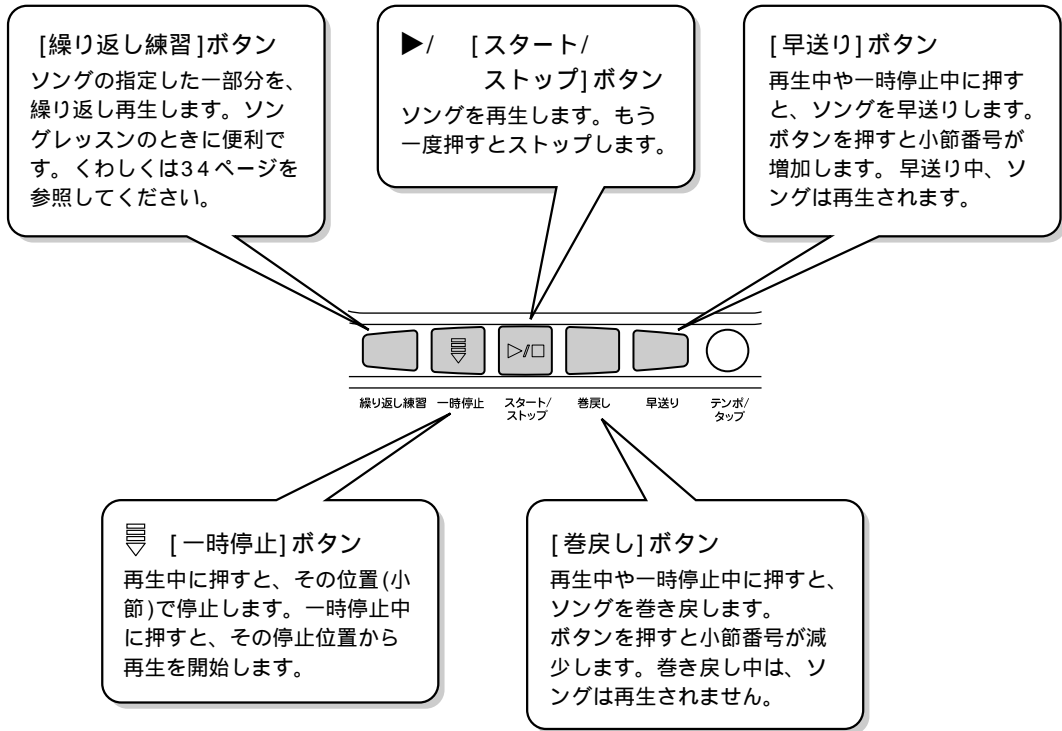 [繰り返し練習]ボタン
ソングの指定した一部分を、
繰り返し再生します。ソン
グレッスンのときに便利で
す。くわしくは34ページを
参照してください。
▶/ [スタート/
ストップ]ボタン
ソングを再生します。もう
一度押すとストップします。
[早送り]ボタン
再生中や一時停止中に押す
と、ソングを早送りします。
ボタンを押すと小節番号が
増加します。早送り中、ソ
ングは再生されます。
▷/□
繰り返し練習 一時停止 スタート/ 巻戻し 早送り テンポ/
ストップ タップ
[一時停止]ボタン
再生中に押すと、その位置(小
節)で停止します。一時停止中
に押すと、その停止位置から
再生を開始します。
[巻戻し]ボタン
再生中や一時停止中に押すと、
ソングを巻き戻します。
ボタンを押すと小節番号が減
少します。巻き戻し中は、ソ
ングは再生されません。